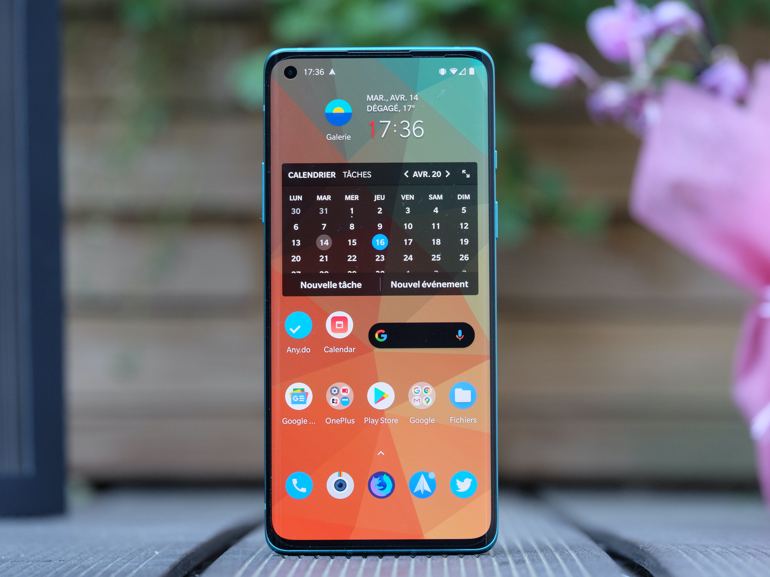 17:36
MAR., AVR. 14
DÉGAGÉ, 17°
17:36
Galerie
CALENDRIER TÂCHES < AVR. 20 >
LUN MAR MER JEU VEN SAM DIM
30 31 1 2 3 4 5
6 7 8 9 10 11 12
13 14 15 16 17 18 19
20 21 22 23 24 25 26
Nouvelle tâche Nouvel événement
Any.do Calendar G
Google ... OnePlus Play Store Google Fichiers